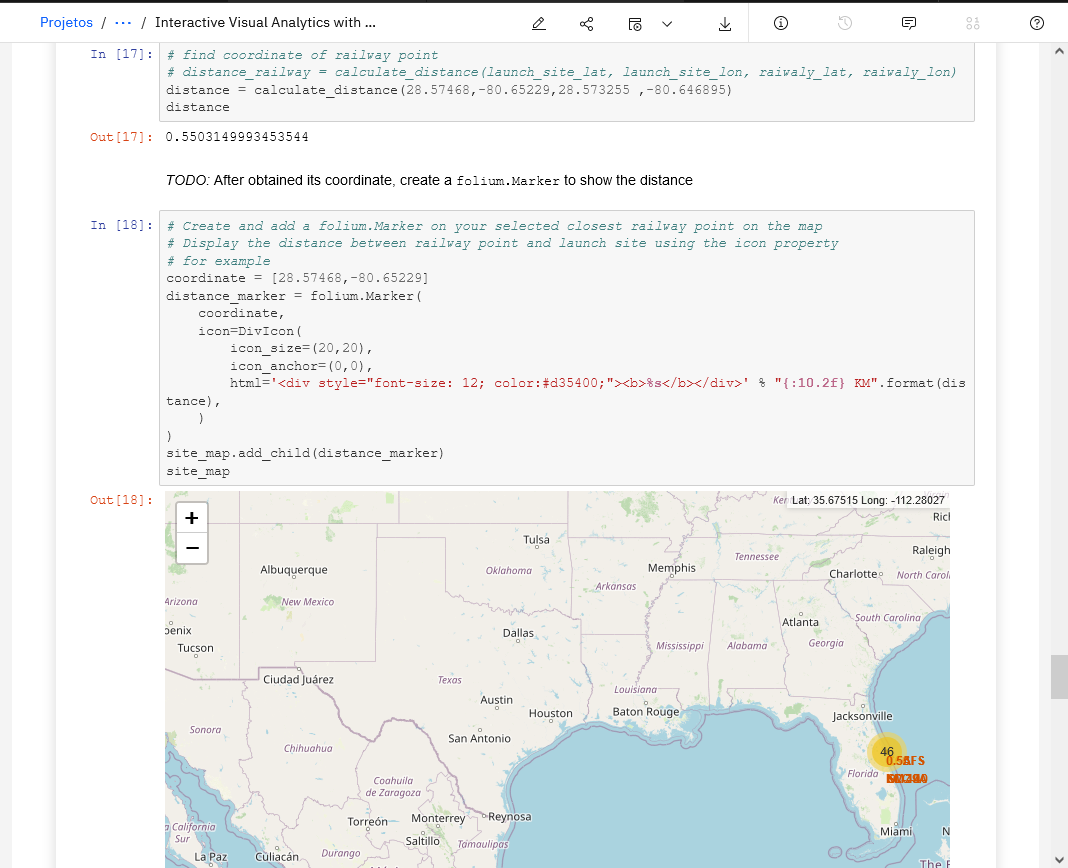 Projetos / ··· / Interactive Visual Analytics with ...
In [17]: # find coordinate of railway point
# distance_railway = calculate_distance(launch_site_lat, launch_site_lon, raiwaly_lat, raiwaly_lon)
distance = calculate_distance(28.57468,-80.65229,28.573255 ,-80.646895)
distance
Out[17]: 0.5503149993453544
TODO: After obtained its coordinate, create a folium.Marker to show the distance
In [18]: # Create and add a folium.Marker on your selected closest railway point on the map
# Display the distance between railway point and launch site using the icon property
# for example
coordinate = [28.57468,-80.65229]
distance_marker = folium.Marker(
coordinate,
icon=DivIcon(
icon_size=(20,20),
icon_anchor=(0,0),
html='<div style="font-size: 12; color:#d35400;"><b>%s</b></div>' % "{:10.2f} KM".format(dis
tance),
)
)
site_map.add_child(distance_marker)
site_map
Out[18]:
+
−
Lat: 35.67515 Long: -112.28027
Ken
Rich
Tulsa
Raleigh
Tennessee
Albuquerque
Oklahoma
Memphis
Charlotte
North Caroli
Arkansas
Arizona
New Mexico
South Carolina
Atlanta
oenix
Dallas
Georgia
Tucson
Mississippi
Alabama
Ciudad Juárez
Texas
Louisiana
Austin
Houston
Baton Rouge
Jacksonville
Sonora
San Antonio
Chihuahua
46
Florida
Coahuila
de Zaragoza
Torreón
Monterrey
Reynosa
a California
Sur
Saltillo
Tamaulipas
Miami
N
La Paz
Culiacán
Durango
The B